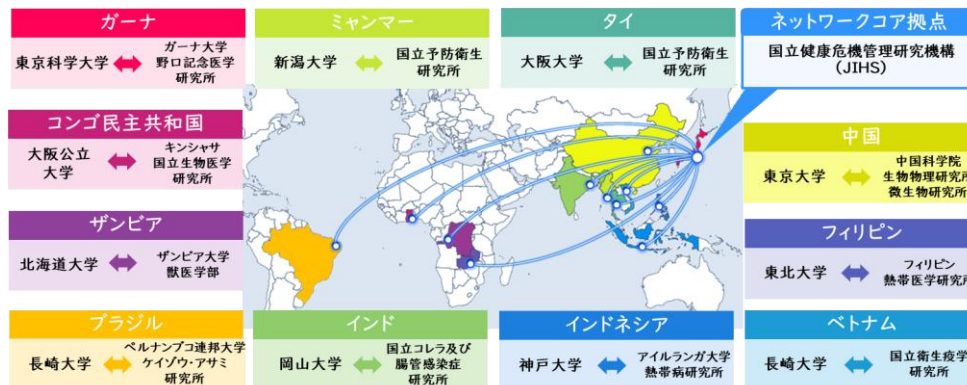 ガーナ
東京科学大学
ガーナ大学
野口記念医学
研究所
ミャンマー
新潟大学
国立予防衛生
研究所
タイ
大阪大学
国立予防衛生
研究所
ネットワークコア拠点
国立健康危機管理研究機構
(JIHS)
コンゴ民主共和国
大阪公立
大学
キンシャサ
国立生物医学
研究所
中国
東京大学
中国科学院
生物物理研究所
微生物研究所
ザンビア
北海道大学
ザンビア大学
獣医学部
フィリピン
東北大学
フィリピン
熱帯医学研究所
ブラジル
長崎大学
ペルナンブコ連邦大学
ケイゾウ・アサミ
研究所
インド
岡山大学
国立コレラ及び
腸管感染症
研究所
インドネシア
神戸大学
アイルランガ大学
熱帯病研究所
ベトナム
長崎大学
国立衛生疫学
研究所